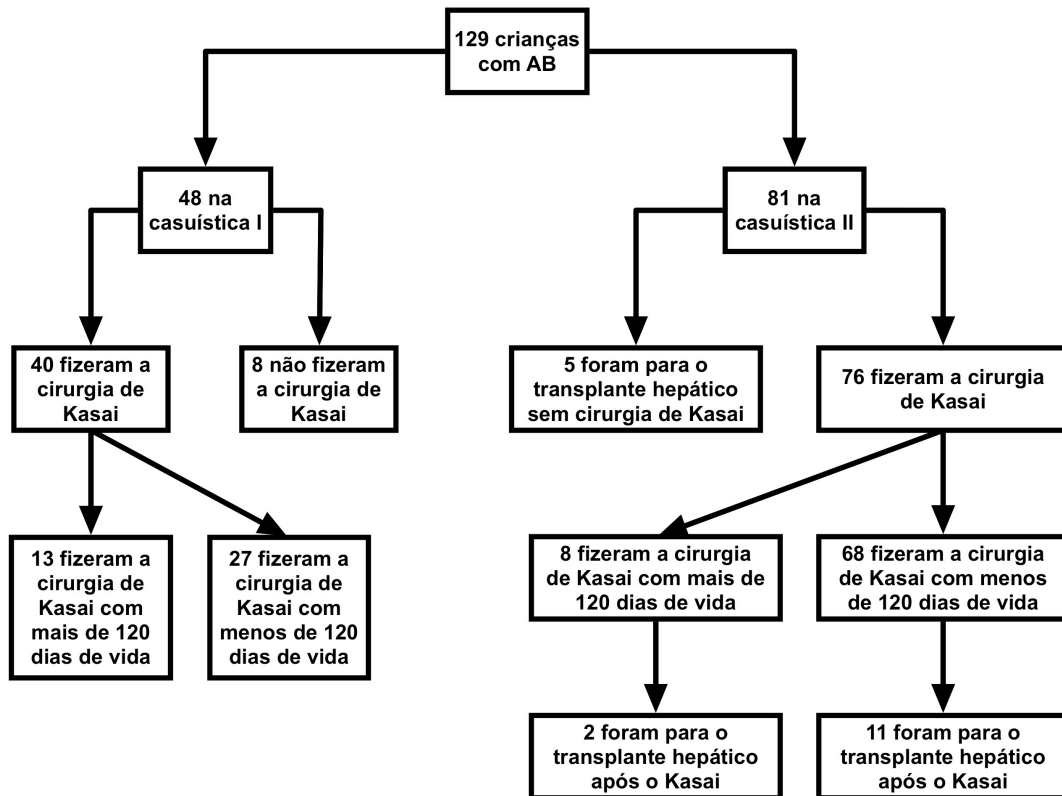 129 crianças
com AB
48 na
casuística I
81 na
casuística II
40 fizeram a
cirurgia de
Kasai
8 não fizeram
a cirurgia de
Kasai
5 foram para o
transplante hepático
sem cirurgia de Kasai
76 fizeram a cirurgia
de Kasai
13 fizeram a
cirurgia de
Kasai com
mais de 120
dias de vida
27 fizeram a
cirurgia de
Kasai com
menos de 120
dias de vida
8 fizeram a cirurgia
de Kasai com mais de
120 dias de vida
68 fizeram a cirurgia
de Kasai com menos
de 120 dias de vida
2 foram para o
transplante hepático
após o Kasai
11 foram para o
transplante hepático
após o Kasai